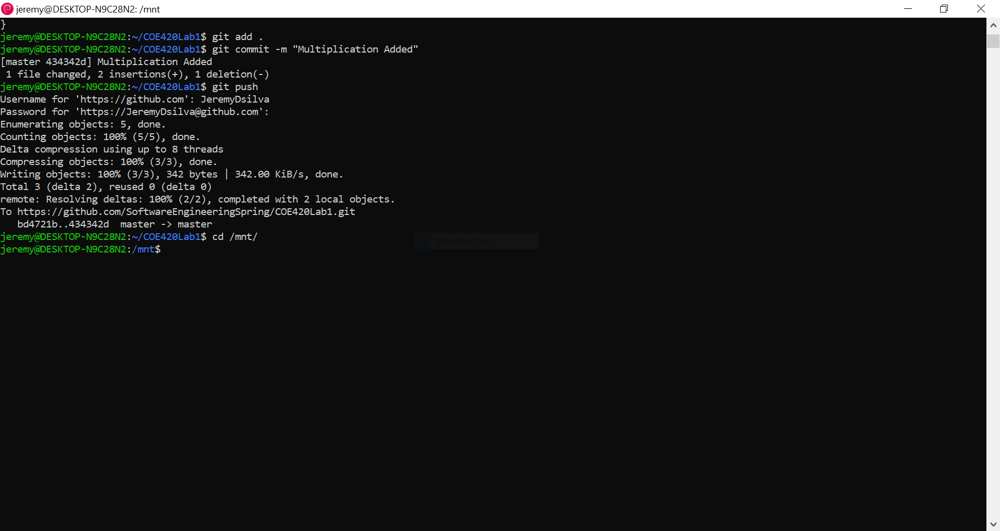 jeremy@DESKTOP-N9C28N2: /mnt
}
jeremy@DESKTOP-N9C28N2:~/COE420Lab1$ git add .
jeremy@DESKTOP-N9C28N2:~/COE420Lab1$ git commit -m "Multiplication Added"
[master 434342d] Multiplication Added
 1 file changed, 2 insertions(+), 1 deletion(-)
jeremy@DESKTOP-N9C28N2:~/COE420Lab1$ git push
Username for 'https://github.com': JeremyDsilva
Password for 'https://JeremyDsilva@github.com':
Enumerating objects: 5, done.
Counting objects: 100% (5/5), done.
Delta compression using up to 8 threads
Compressing objects: 100% (3/3), done.
Writing objects: 100% (3/3), 342 bytes | 342.00 KiB/s, done.
Total 3 (delta 2), reused 0 (delta 0)
remote: Resolving deltas: 100% (2/2), completed with 2 local objects.
To https://github.com/SoftwareEngineeringSpring/COE420Lab1.git
   bd4721b..434342d  master -> master
jeremy@DESKTOP-N9C28N2:~/COE420Lab1$ cd /mnt/
Window Snip
jeremy@DESKTOP-N9C28N2:/mnt$